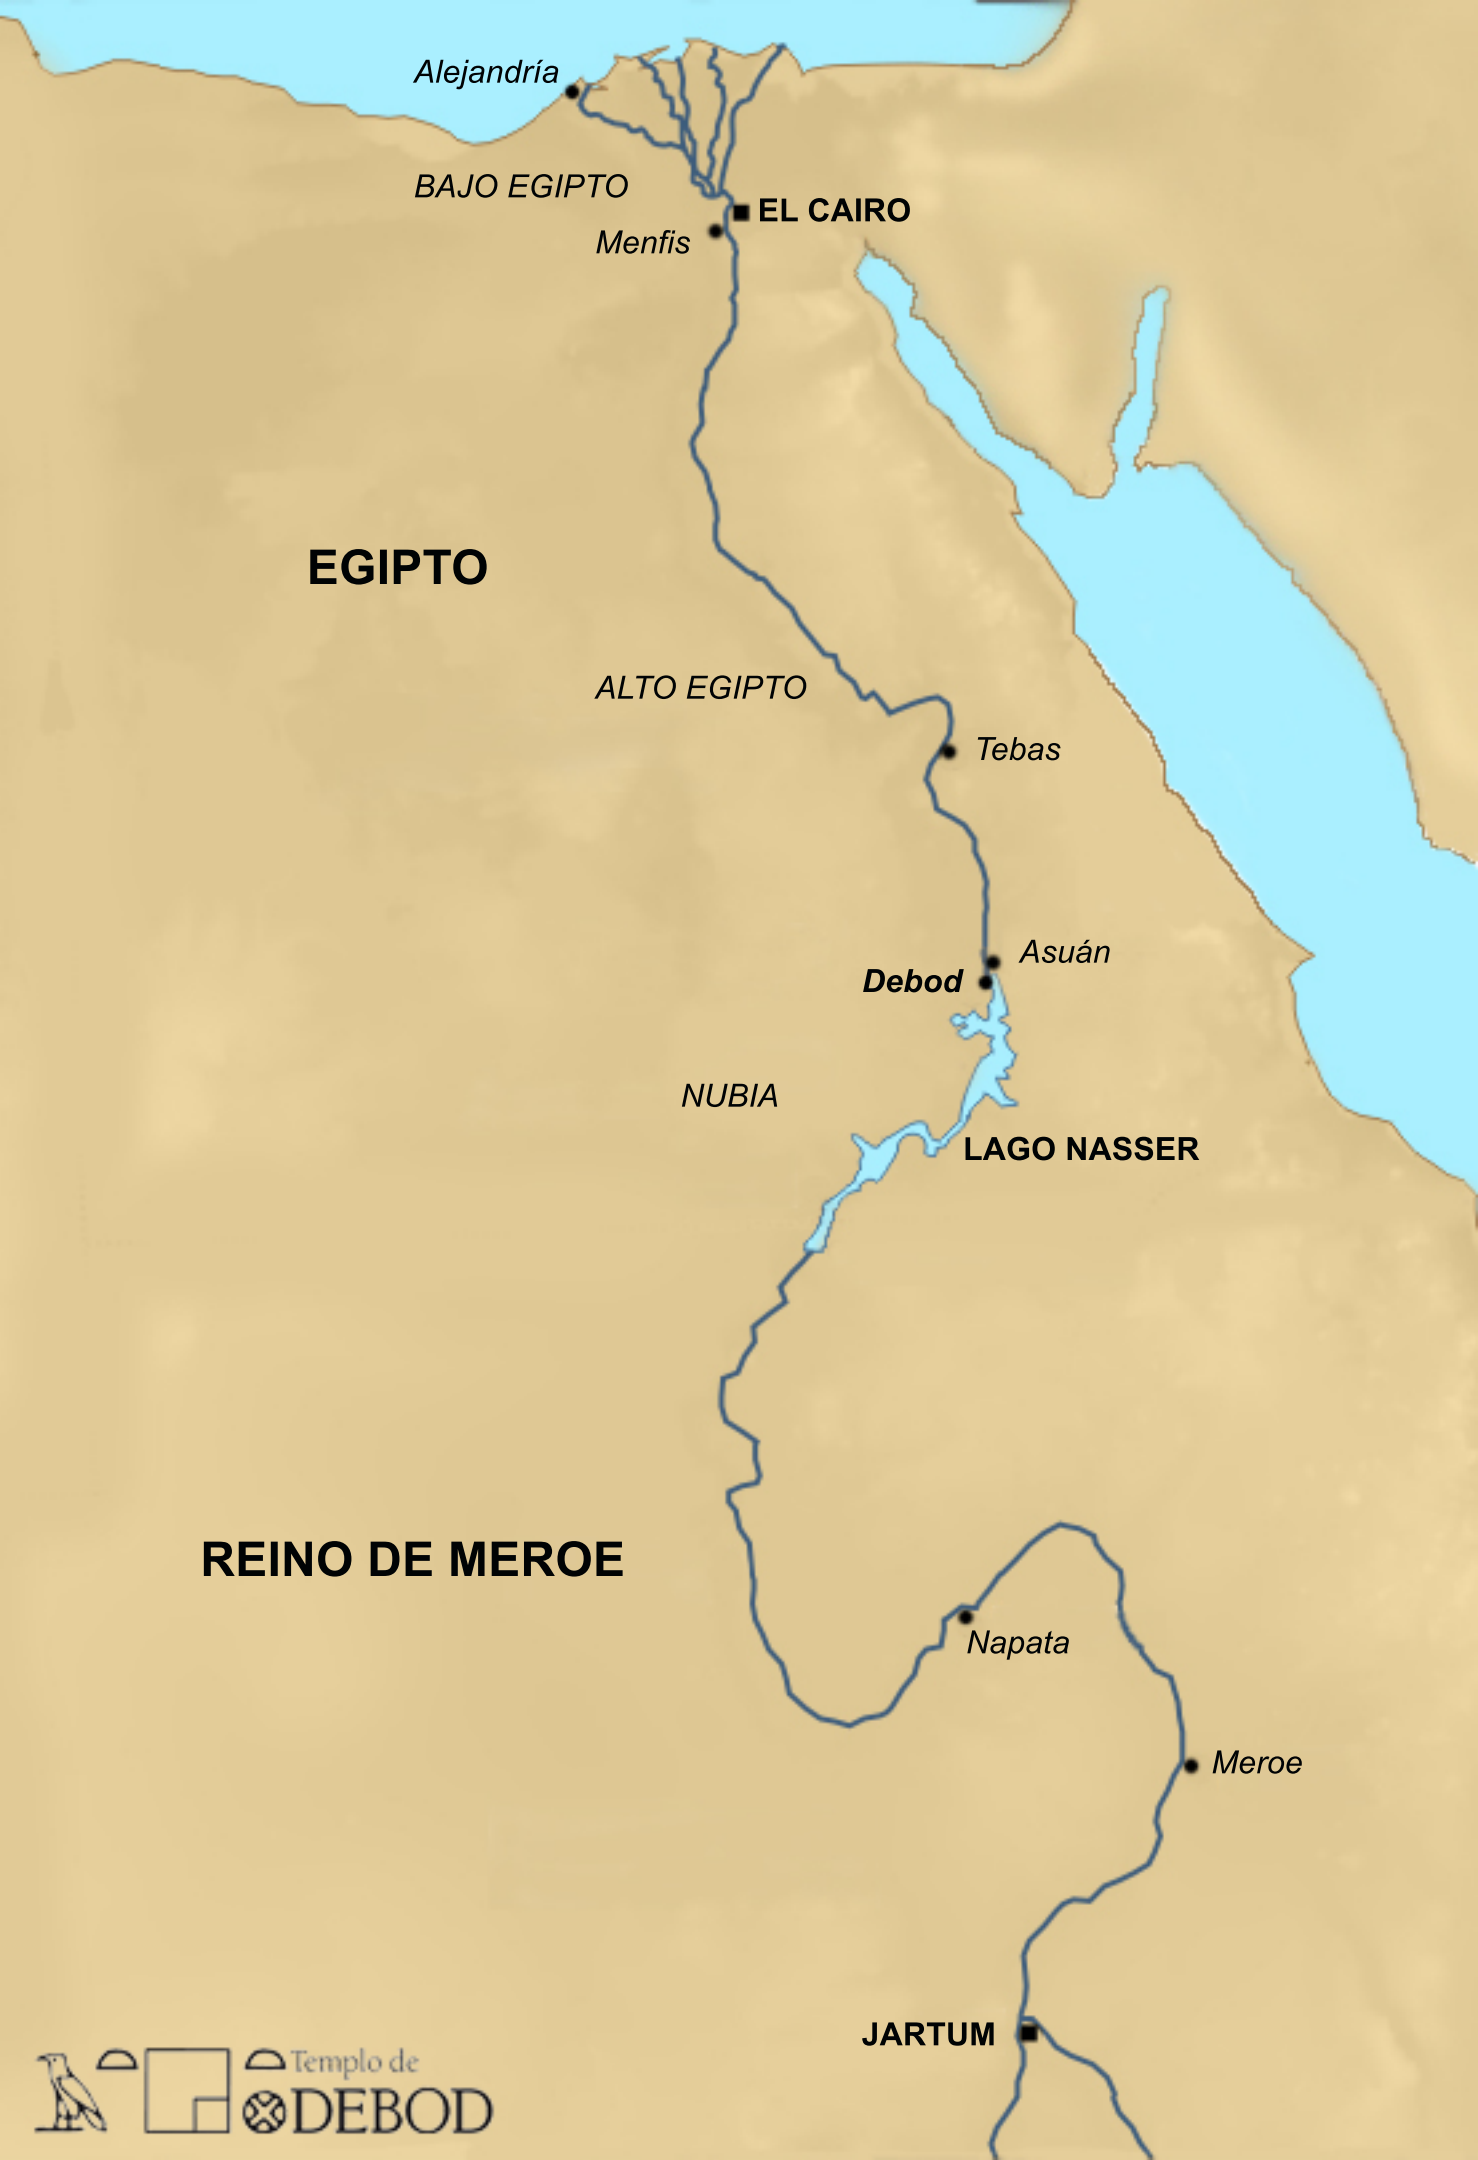 Alejandría
BAJO EGIPTO
EL CAIRO
Menfis
EGIPTO
ALTO EGIPTO
Tebas
Asuán
Debod
NUBIA
LAGO NASSER
REINO DE MEROE
Napata
Meroe
JARTUM
Templo de
DEBOD